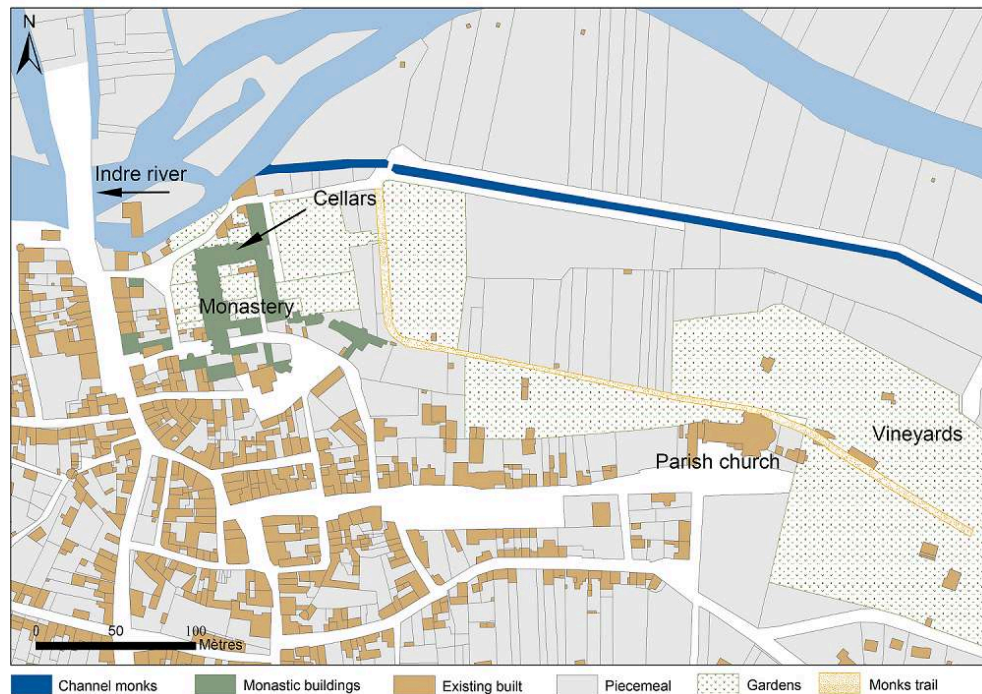 N
Indre river
Cellars
Monastery
Vineyards
Parish church
0 50 100
Mètres
Channel monks
Monastic buildings
Existing built
Piecemeal
Gardens
Monks trail